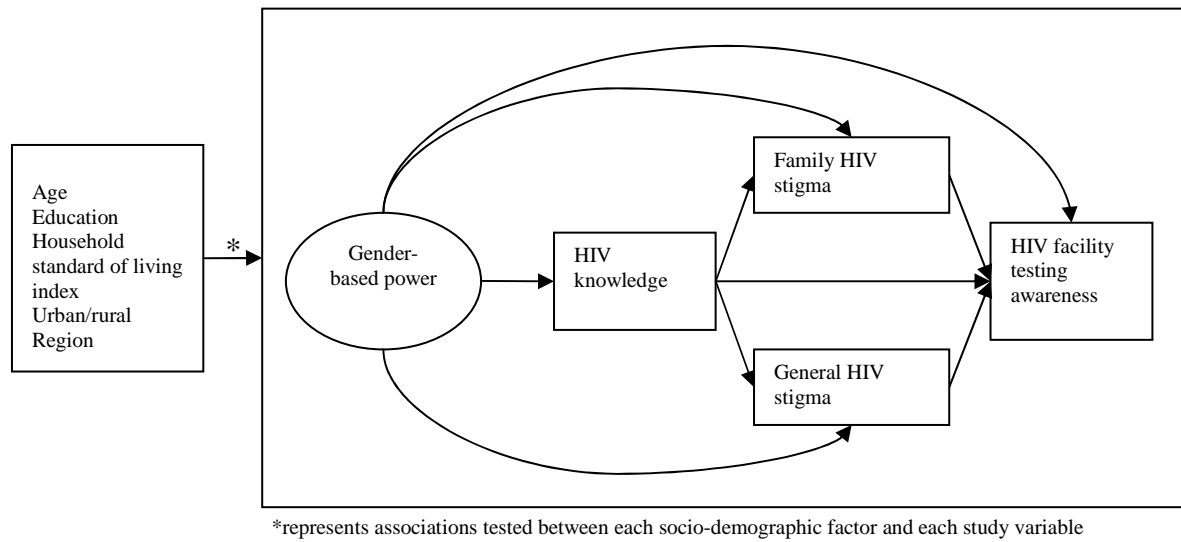 Age
Education
Household
standard of living
index
Urban/rural
Region
*
Gender-
based power
HIV
knowledge
Family HIV
stigma
General HIV
stigma
HIV facility
testing
awareness
*represents associations tested between each socio-demographic factor and each study variable